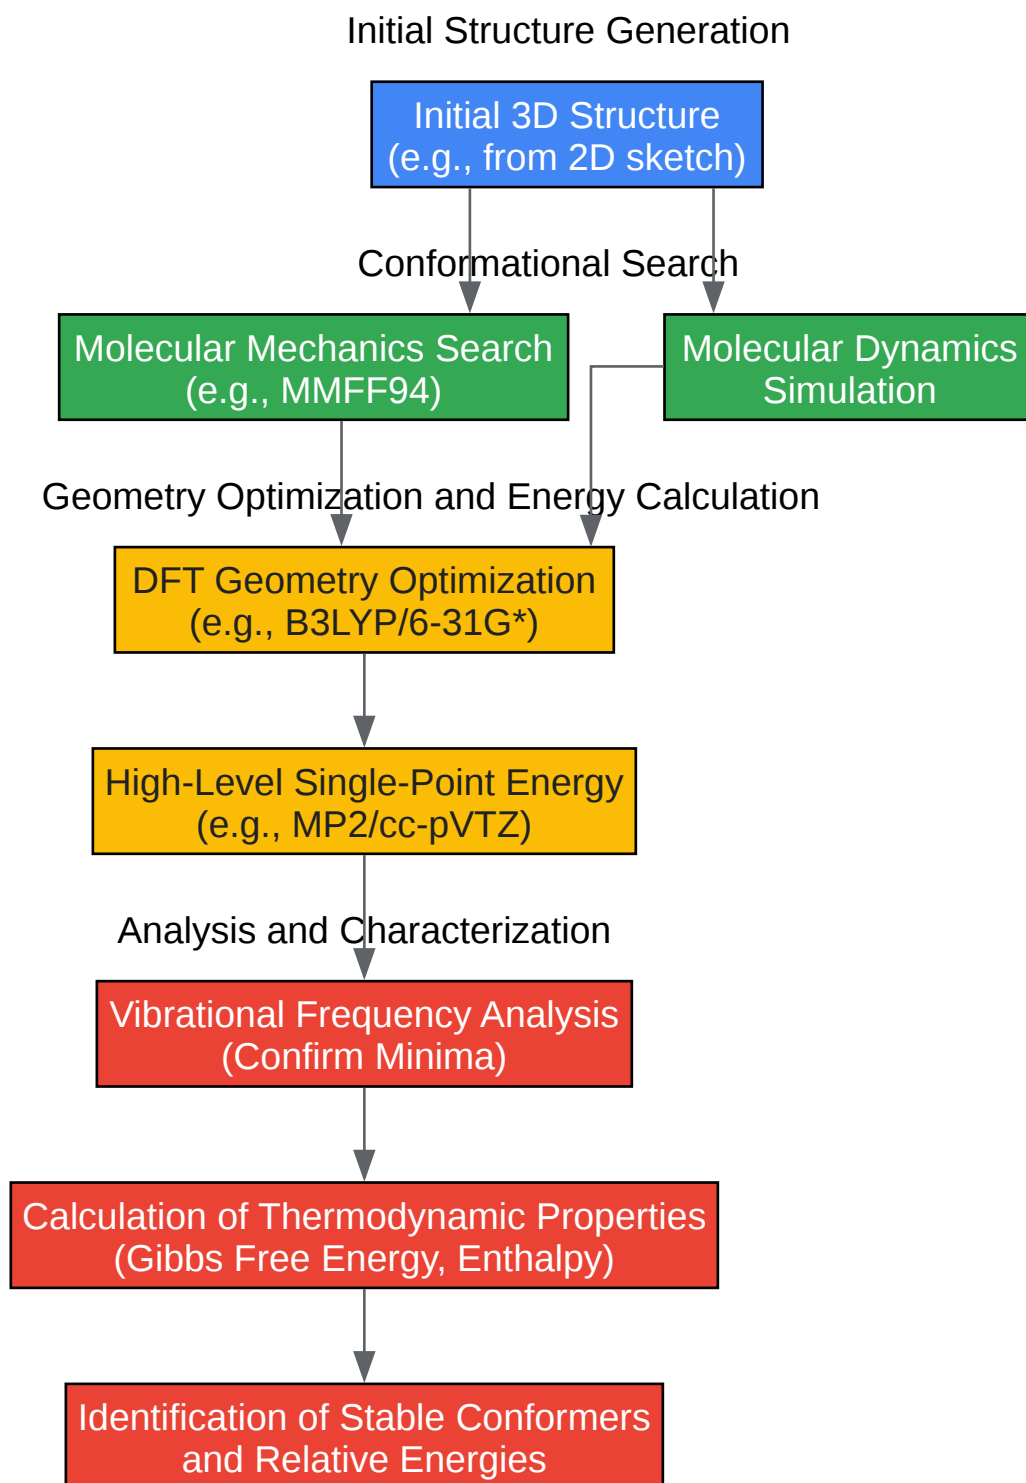 Initial Structure Generation
Initial 3D Structure
(e.g., from 2D sketch)
Conformational Search
Molecular Mechanics Search
(e.g., MMFF94)
Molecular Dynamics
Simulation
Geometry Optimization and Energy Calculation
DFT Geometry Optimization
(e.g., B3LYP/6-31G*)
High-Level Single-Point Energy
(e.g., MP2/cc-pVTZ)
Analysis and Characterization
Vibrational Frequency Analysis
(Confirm Minima)
Calculation of Thermodynamic Properties
(Gibbs Free Energy, Enthalpy)
Identification of Stable Conformers
and Relative Energies